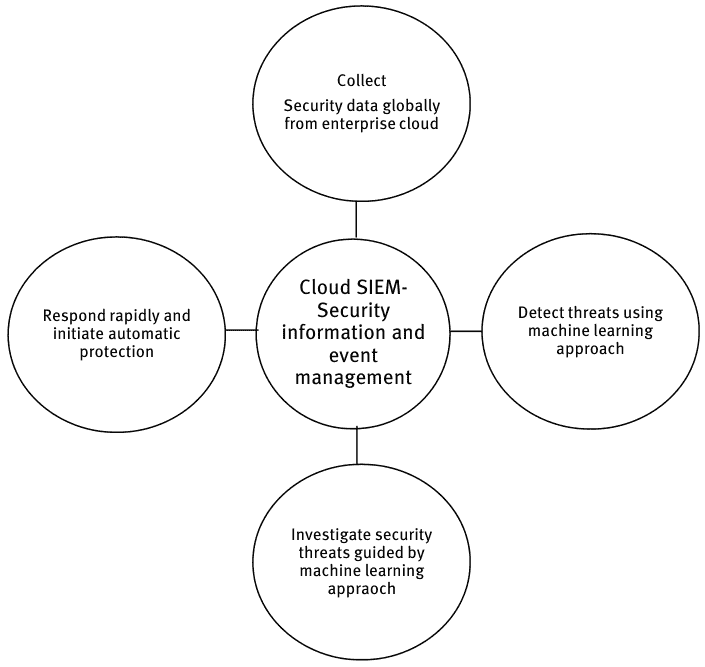 Collect
Security data globally
from enterprise cloud
Cloud SIEM-
Security
information and
event
management
Respond rapidly and
initiate automatic
protection
Detect threats using
machine learning
approach
Investigate security
threats guided by
machine learning
appraoch